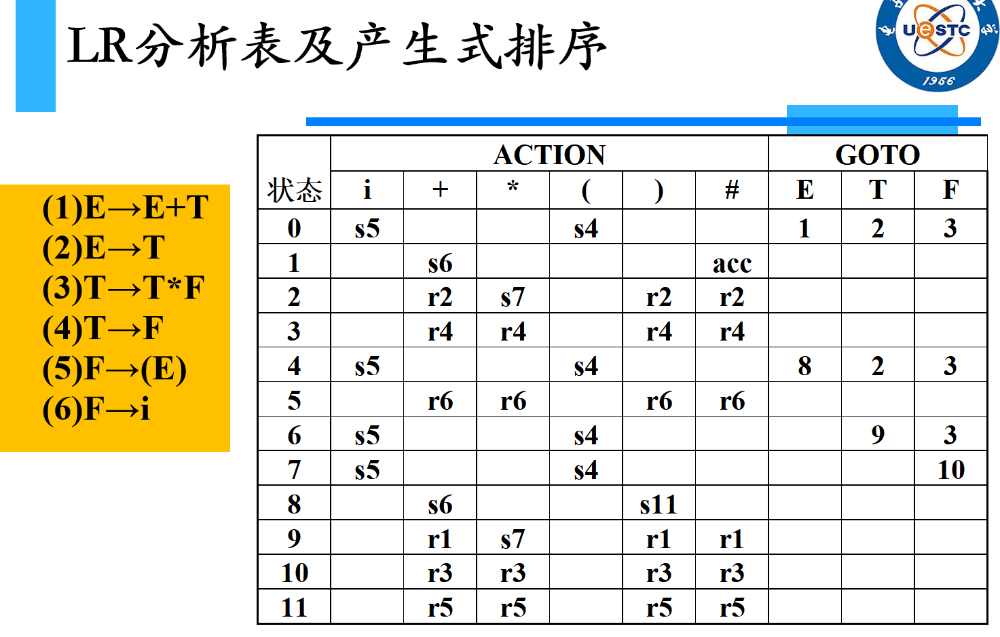 LR分析表及产生式排序
UeSTC
1956
(1)E→E+T
(2)E→T
(3)T→T*F
(4)T→F
(5)F→(E)
(6)F→i
状态 ACTION GOTO
i + * ( ) # E T F
0 s5 s4 1 2 3
1 s6 acc
2 r2 s7 r2 r2
3 r4 r4 r4 r4
4 s5 s4 8 2 3
5 r6 r6 r6 r6
6 s5 s4 9 3
7 s5 s4 10
8 s6 s11
9 r1 s7 r1 r1
10 r3 r3 r3 r3
11 r5 r5 r5 r5